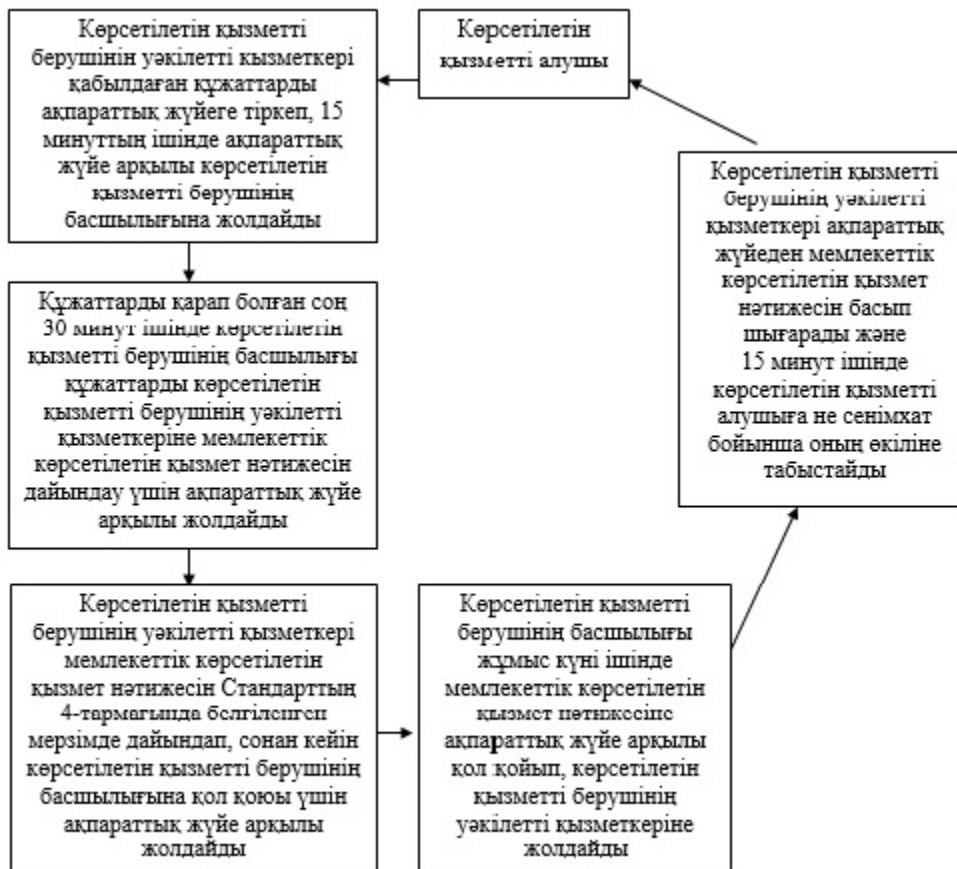 Көрсетілетін қызметті
берушінін уәкілетті қызметкері
қабылдаған құжаттарды
ақпараттық жүйеге тіркеп, 15
минуттың ішінде ақпараттық
жүйе арқылы көрсетілетін
қызметті берушінің
басшылығына жолдайды
Көрсетілетін
қызметті алушы
Құжаттарды қарап болған соң
30 минут ішінде көрсетілетін
қызметті берушінің басшылығы
құжаттарды көрсетілетін
қызметті берушінің уәкілетті
қызметкеріне мемлекеттік
көрсетілетін қызмет нәтижесін
дайындау үшін ақпараттық жүйе
арқылы жолдайды
Көрсетілетін қызметті
берушінің уәкілетті қызметкері
мемлекеттік көрсетілетін
қызмет нәтижесін Стандарттың
4-тармағында белгіленген
мерзімде дайындап, сонан кейін
көрсетілетін қызметті берушінің
басшылығына қол қоюы үшін
ақпараттық жүйе арқылы
жолдайды
Көрсетілетін қызметті
берушінің басшылығы
жұмыс күні ішінде
мемлекеттік көрсетілетін
қызмет нәтижесіне
ақпараттық жүйе арқылы
қол қойып, көрсетілетін
қызметті берушінің
уәкілетті қызметкеріне
жолдайды
Көрсетілетін қызметті
берушінің уәкілетті
қызметкері ақпараттық
жүйеден мемлекеттік
көрсетілетін қызмет
нәтижесін басып
шығарады және
15 минут ішінде
көрсетілетін қызметті
алушыға не сенімхат
бойынша оның өкіліне
табыстайды